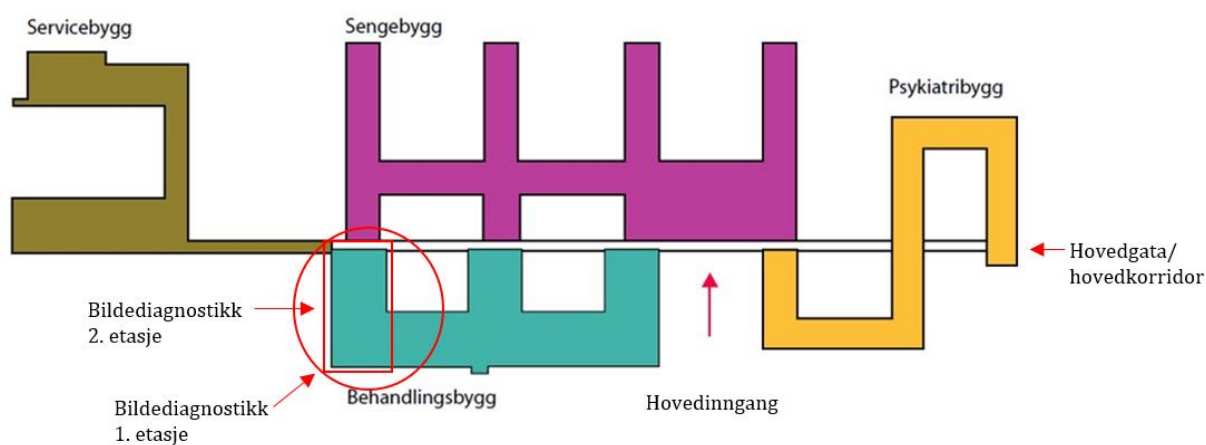 Servicebygg
Sengebygg
Psykiatribygg
Hovedgata/
hovedkorridor
Bildediagnostikk
2. etasje
Behandlingsbygg
Hovedinngang
Bildediagnostikk
1. etasje